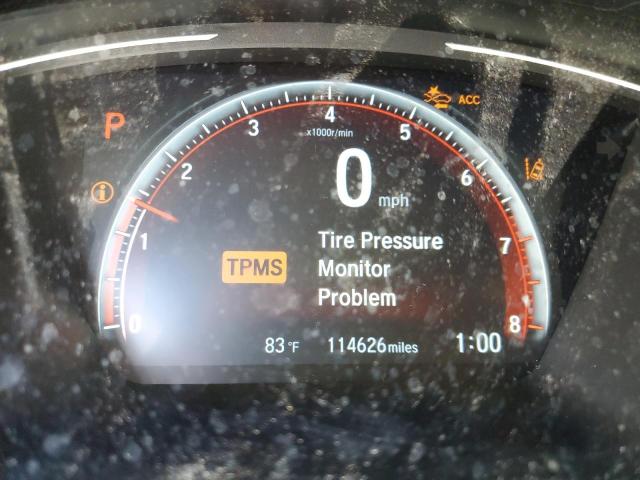 ACC
P
4
3
5
x1000r/min
2
6
0 mph
i
1
7
Tire Pressure
TPMS
Monitor
Problem
0
8
83°F 114626 miles 1:00